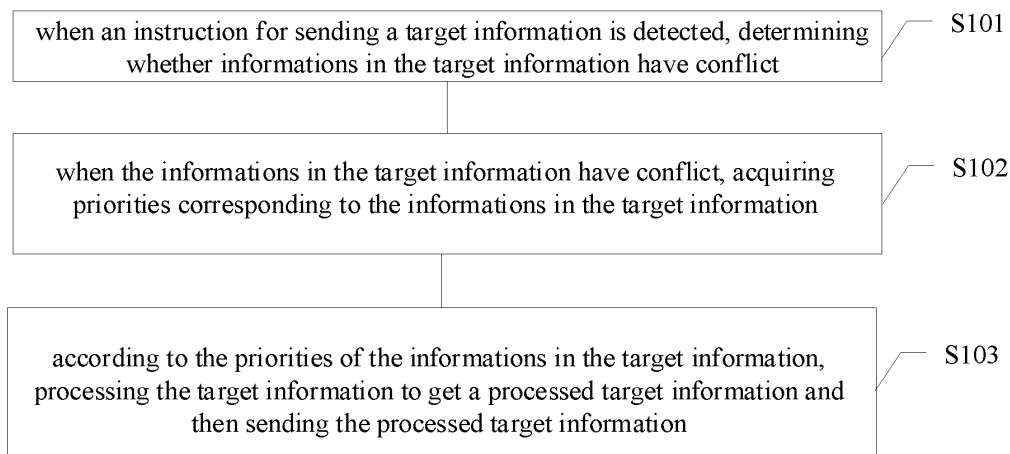 when an instruction for sending a target information is detected, determining
whether informations in the target information have conflict
S101
when the informations in the target information have conflict, acquiring
priorities corresponding to the informations in the target information
S102
according to the priorities of the informations in the target information,
processing the target information to get a processed target information and
then sending the processed target information
S103